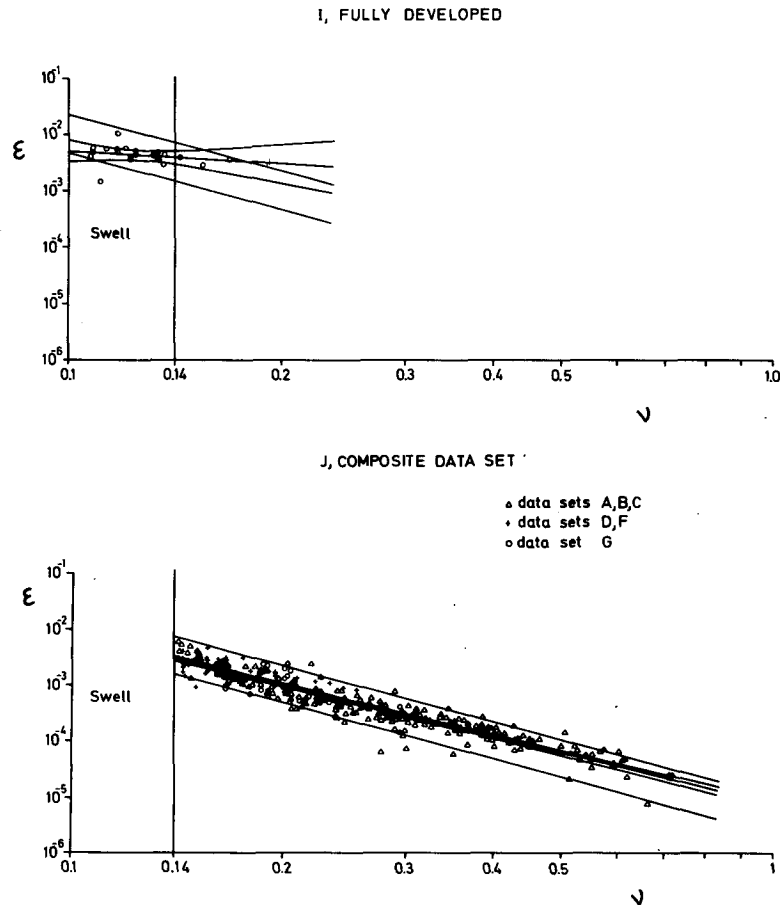 I, FULLY DEVELOPED
10-1
10-2
ε
10-3
Swell
10-4
10-5
10-6
0.1 0.14 0.2 0.3 0.4 0.5 1.0
ν
J, COMPOSITE DATA SET
△ data sets A,B,C
+ data sets D,F
○ data set G
10-1
ε
10-2
10-3
Swell
10-4
10-5
10-6
0.1 0.14 0.2 0.3 0.4 0.5 1
ν